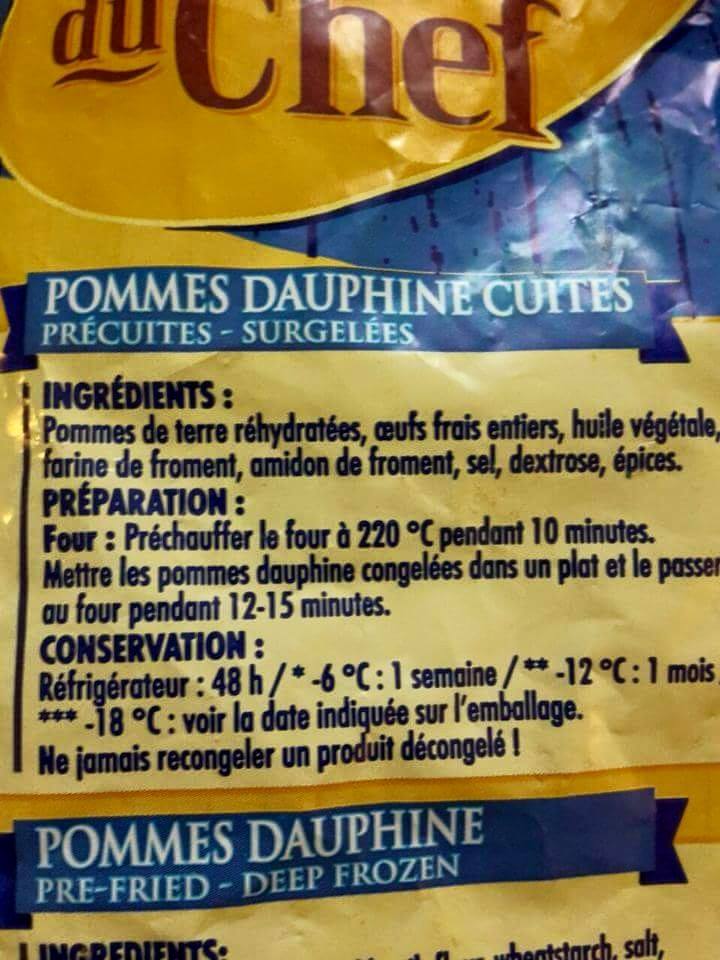 du Chef
POMMES DAUPHINE CUITES
PRÉCUITES - SURGELÉES
INGRÉDIENTS :
Pommes de terre réhydratées, œufs frais entiers, huile végétale,
farine de froment, amidon de froment, sel, dextrose, épices.
PRÉPARATION :
Four : Préchauffer le four à 220 °C pendant 10 minutes.
Mettre les pommes dauphine congelées dans un plat et le passer
au four pendant 12-15 minutes.
CONSERVATION :
Réfrigérateur : 48 h / * -6 °C : 1 semaine / ** -12 °C : 1 mois
*** -18 °C : voir la date indiquée sur l'emballage.
Ne jamais recongeler un produit décongelé !
POMMES DAUPHINE
PRE-FRIED - DEEP FROZEN
INGREDIENTS:
wheatstarch, salt,